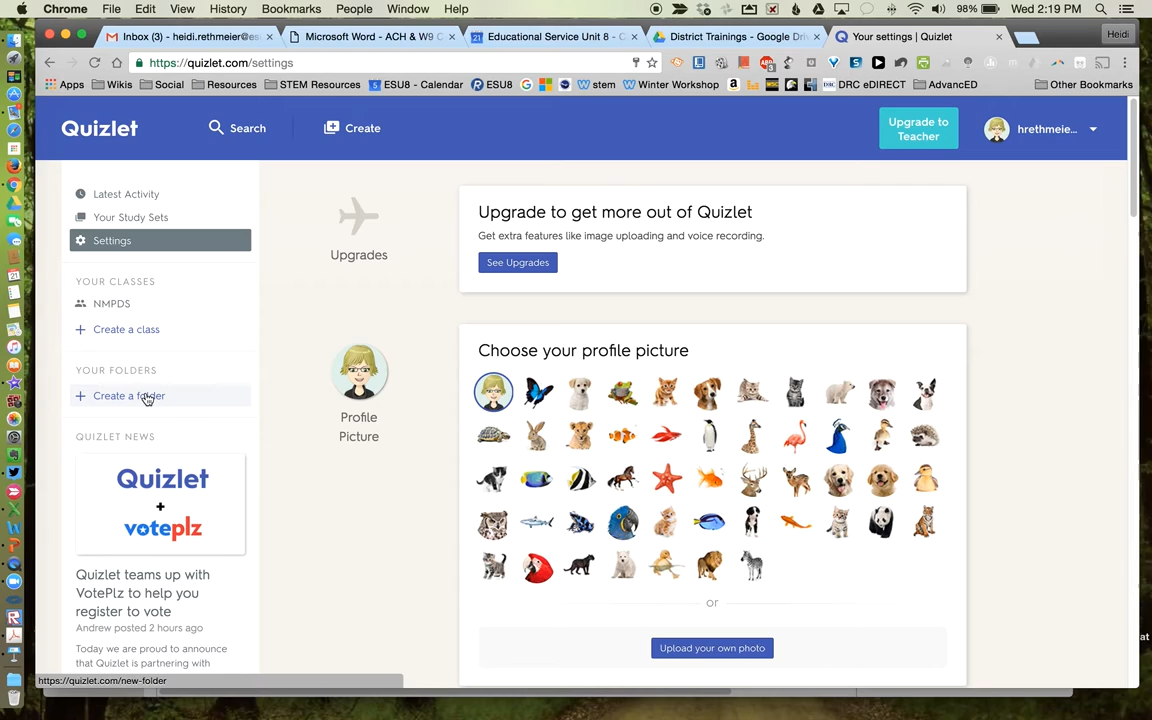 Chrome File Edit View History Bookmarks People Window Help 98% Wed 2:19 PM
Inbox (3) - heidi.rethmeier@es Microsoft Word - ACH & W9 C Educational Service Unit 8 - C District Trainings - Google Driv Your settings | Quizlet Heidi
https://quizlet.com/settings
Apps Wikis Social Resources STEM Resources ESU8 - Calendar ESU8 stem Winter Workshop DRC eDIRECT AdvancED Other Bookmarks
Quizlet Search Create Upgrade to Teacher hrethmeie...
Latest Activity
Your Study Sets
Settings
YOUR CLASSES
NMPDS
+ Create a class
YOUR FOLDERS
+ Create a folder
QUIZLET NEWS
Quizlet
+
voteplz
Quizlet teams up with
VotePlz to help you
register to vote
Andrew posted 2 hours ago
Today we are proud to announce
that Quizlet is partnering with
Upgrades
Upgrade to get more out of Quizlet
Get extra features like image uploading and voice recording.
See Upgrades
Profile
Picture
Choose your profile picture
or
Upload your own photo
https://quizlet.com/new-folder
at